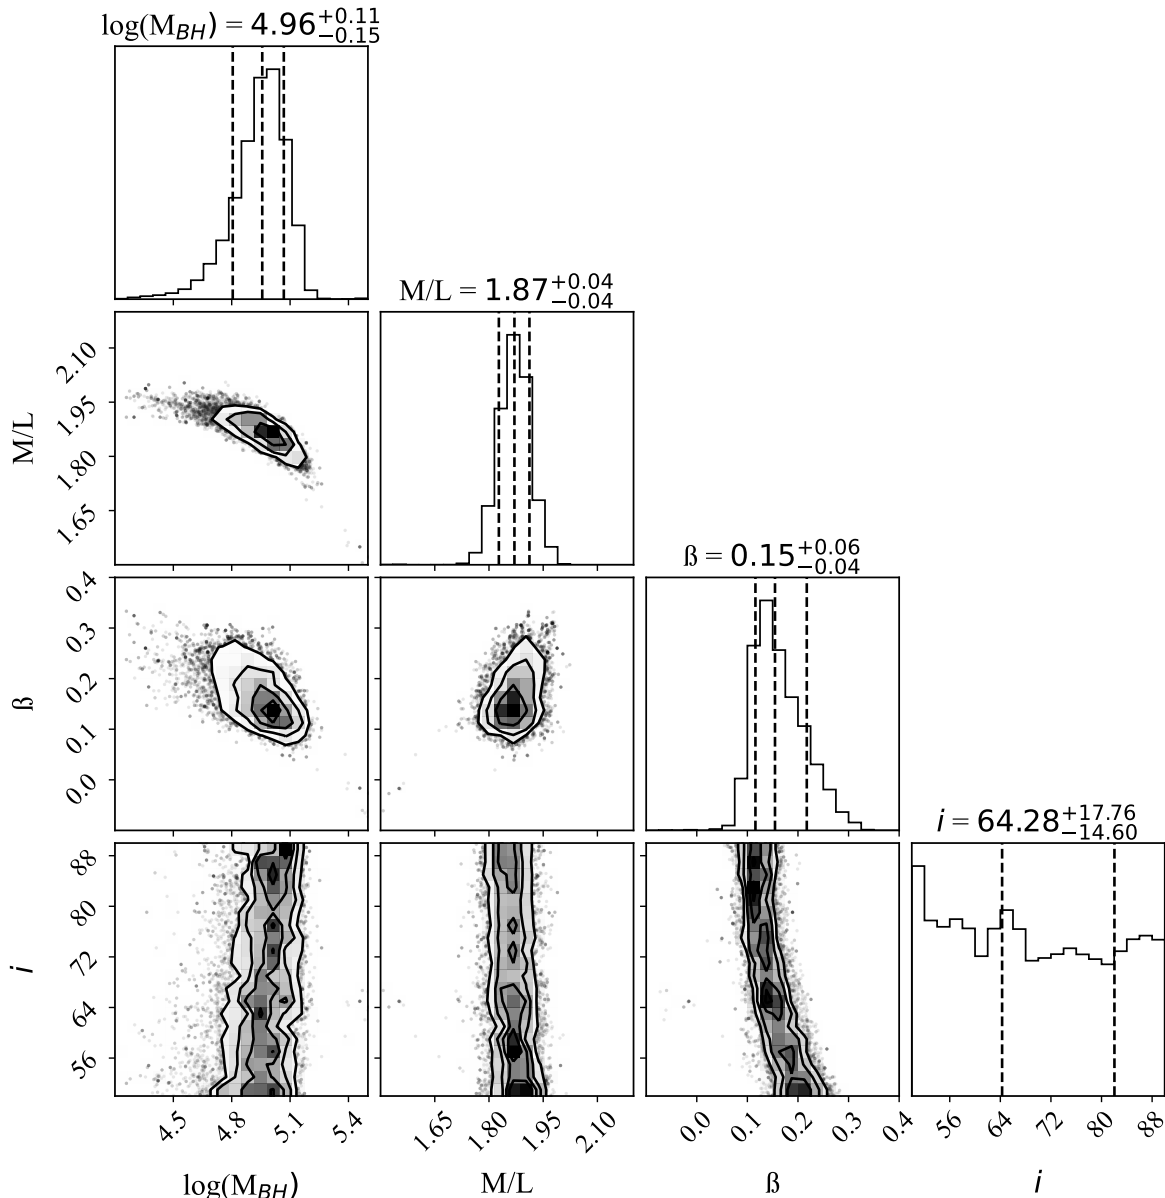 log(M_BH) = 4.96 +0.11 −0.15
M/L = 1.87 +0.04 −0.04
2.10
1.95
1.80
1.65
M/L
ß = 0.15 +0.06 −0.04
0.4
0.3
0.2
0.1
0.0
ß
i = 64.28 +17.76 −14.60
88
80
72
64
56
i
4.5 4.8 5.1 5.4 1.65 1.80 1.95 2.10 0.0 0.1 0.2 0.3 0.4 56 64 72 80 88
log(M_BH) M/L ß i